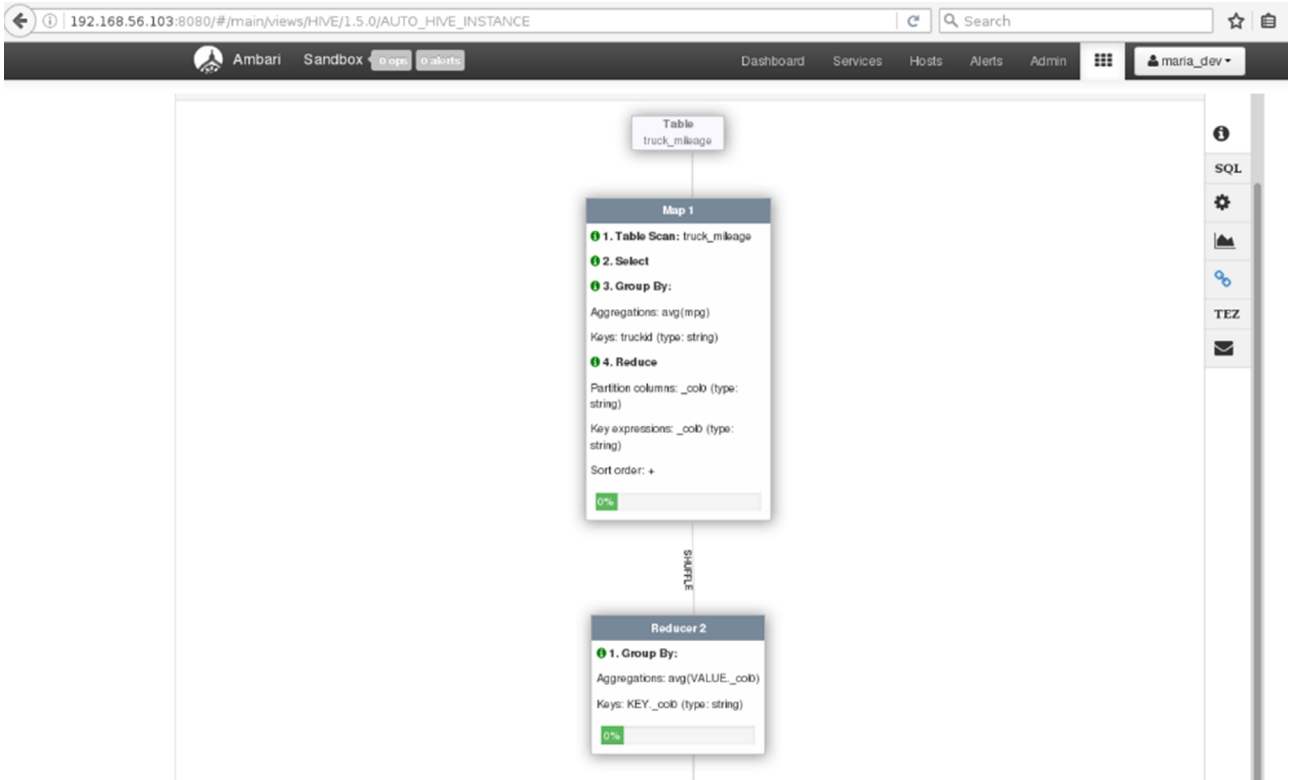 192.168.56.103:8080/#/main/views/HIVE/1.5.0/AUTO_HIVE_INSTANCE
Search
Ambari Sandbox 0 ops 0 alerts Dashboard Services Hosts Alerts Admin maria_dev
Table
truck_mileage
Map 1
1. Table Scan: truck_mileage
2. Select
3. Group By:
Aggregations: avg(mpg)
Keys: truckid (type: string)
4. Reduce
Partition columns: _col0 (type:
string)
Key expressions: _col0 (type:
string)
Sort order: +
0%
SHUFFLE
Reducer 2
1. Group By:
Aggregations: avg(VALUE._col0)
Keys: KEY._col0 (type: string)
0%
SQL
TEZ